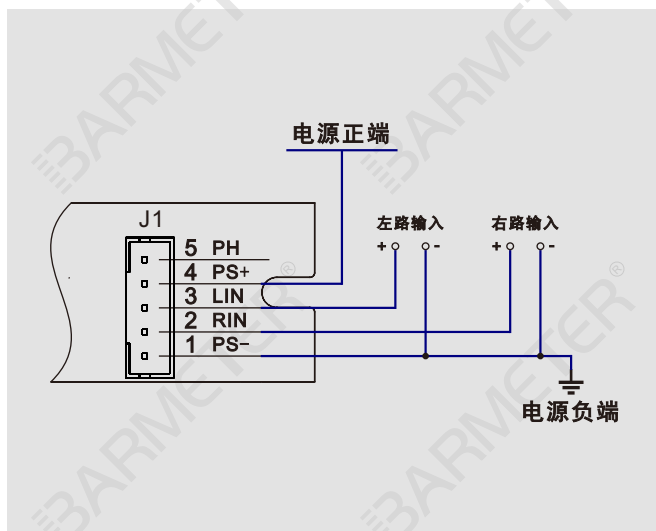 BARMETER®
BARMETER®
电源正端
J1
左路输入
右路输入
+ -
+ -
5 PH
4 PS+
3 LIN
2 RIN
1 PS-
电源负端
BARMETER®
BARMETER®